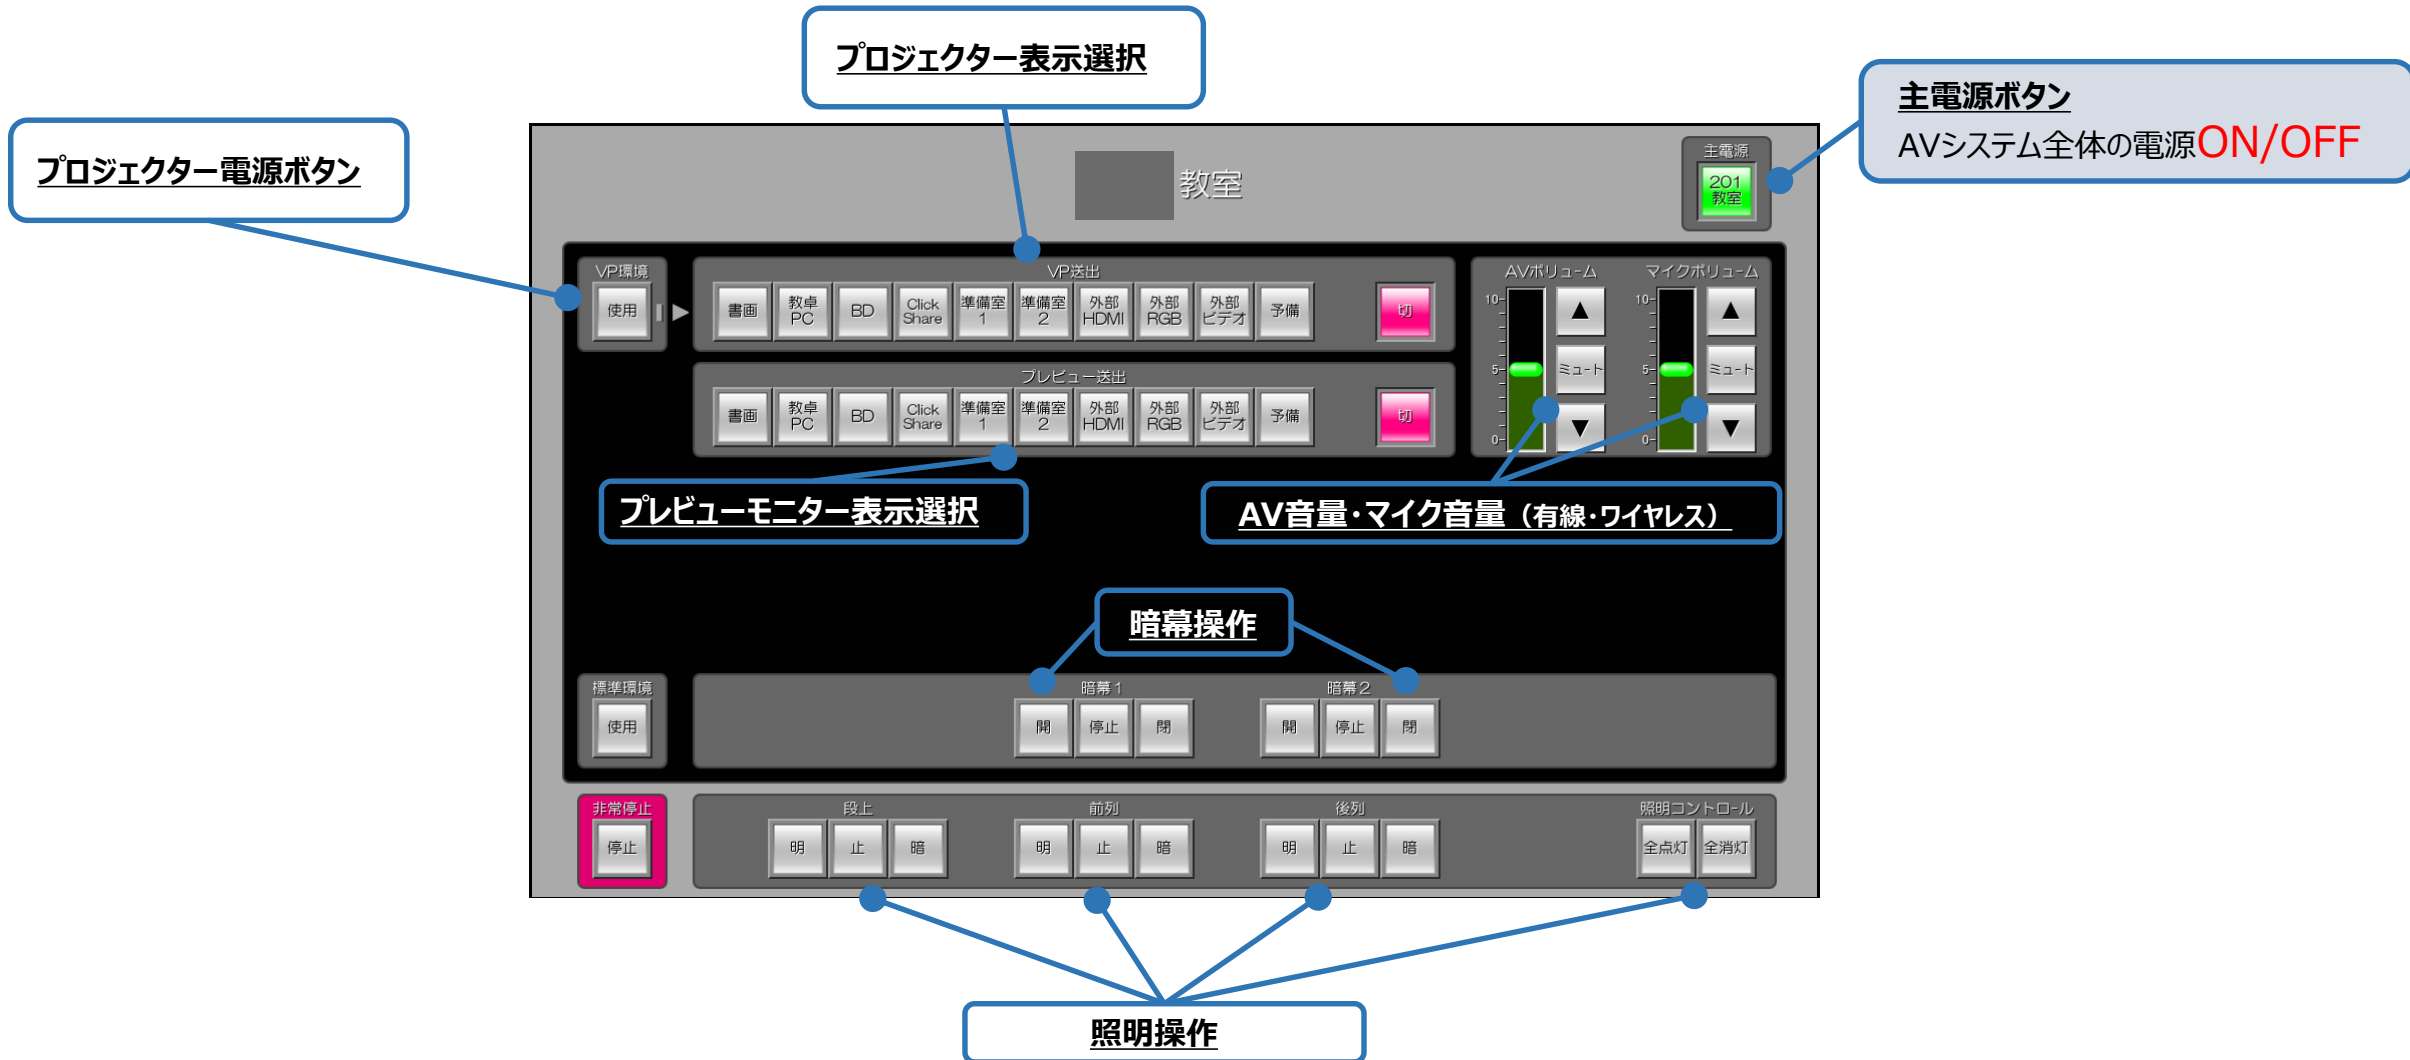 プロジェクター表示選択
主電源ボタン
AVシステム全体の電源ON/OFF
プロジェクター電源ボタン
教室
主電源
201
教室
VP環境
使用
VP送出
書画
教卓
PC
BD
Click
Share
準備室
1
準備室
2
外部
HDMI
外部
RGB
外部
ビデオ
予備
切
プレビュー送出
書画
教卓
PC
BD
Click
Share
準備室
1
準備室
2
外部
HDMI
外部
RGB
外部
ビデオ
予備
切
AVボリューム
10
5
0
▲
ミュート
▼
マイクボリューム
10
5
0
▲
ミュート
▼
プレビューモニター表示選択
AV音量・マイク音量（有線・ワイヤレス）
暗幕操作
標準環境
使用
暗幕1
開
停止
閉
暗幕2
開
停止
閉
非常停止
停止
段上
明
止
暗
前列
明
止
暗
後列
明
止
暗
照明コントロール
全点灯
全消灯
照明操作